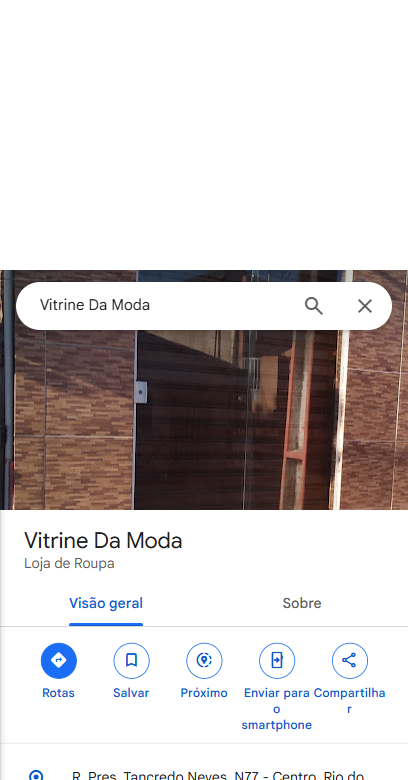 Vitrine Da Moda
Vitrine Da Moda
Loja de Roupa
Visão geral Sobre
Rotas Salvar Próximo Enviar para o smartphone Compartilhar
R. Pres. Tancredo Neves, N77 - Centro, Rio do